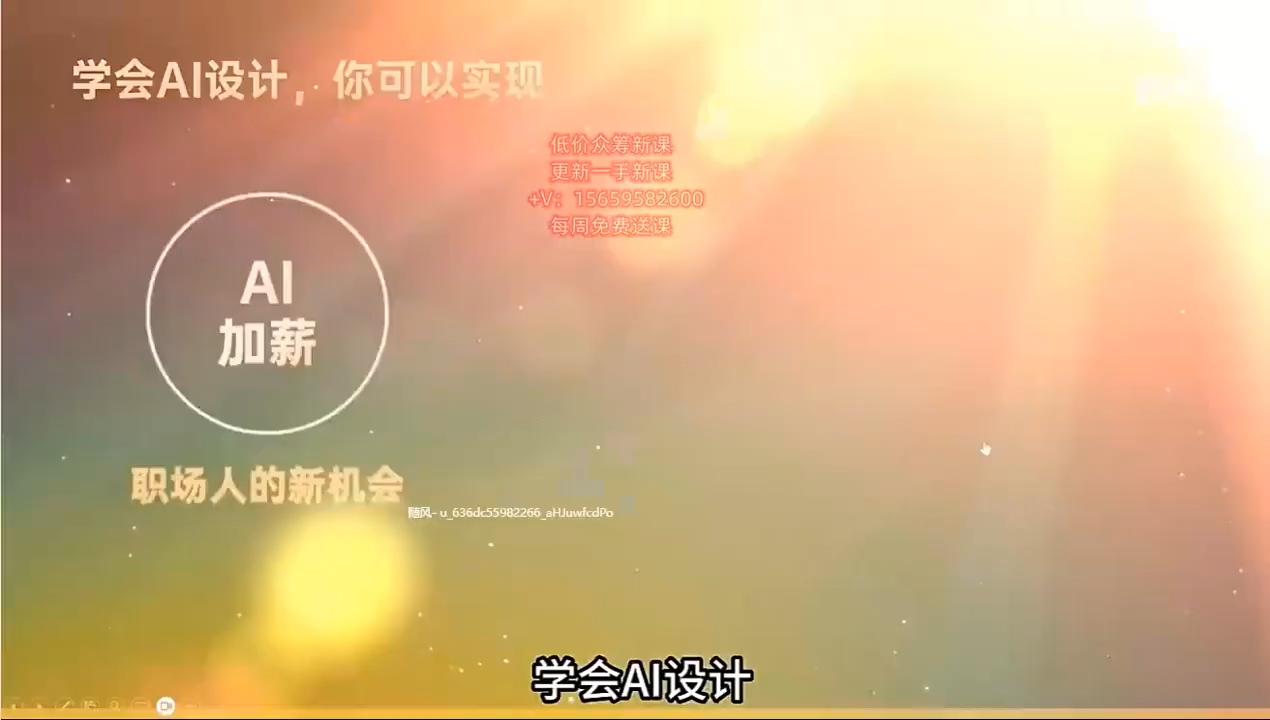 学会AI设计，你可以实现
低价众筹新课
更新一手新课
+V：15659582600
每周免费送课
AI
加薪
职场人的新机会
随风- u_636dc55982266_aHJuwfcdPo
学会AI设计